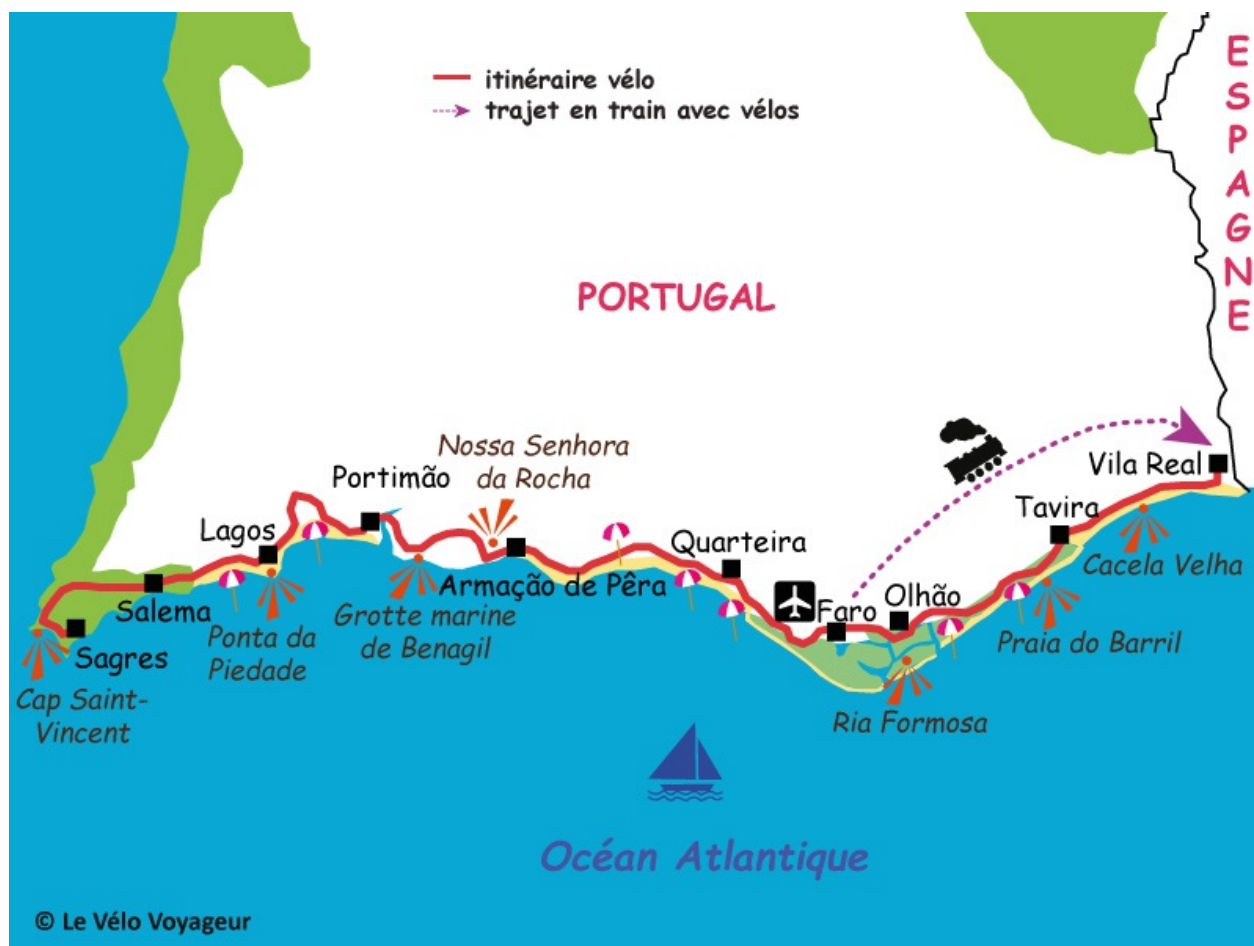 itinéraire vélo
trajet en train avec vélos
ESPAGNE
PORTUGAL
Nossa Senhora
da Rocha
Portimão
Lagos
Quarteira
Vila Real
Tavira
Salema
Armação de Pêra
Faro
Olhão
Cacela Velha
Sagres
Ponta da
Piedade
Grotte marine
de Benagil
Praia do Barril
Cap Saint-
Vincent
Ria Formosa
Océan Atlantique
© Le Vélo Voyageur